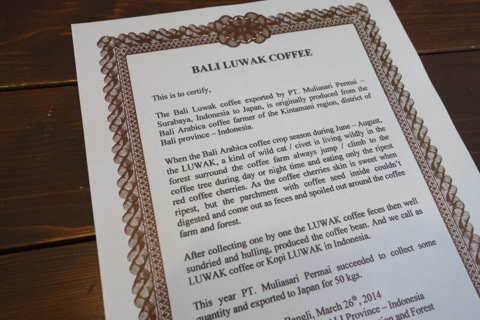 BALI LUWAK COFFEE
This is to certify,
The Bali Luwak coffee exported by PT. Muliasari Permai –
Surabaya, Indonesia to Japan, is originally produced from the
Bali Arabica coffee farmer of the Kintamani region, district of
Bali province – Indonesia.
When the Bali Arabica coffee crop season during June – August,
the LUWAK, a kind of wild cat / civet is living wildly in the
forest surround the coffee farm always jump / climb to the
coffee tree during day or night time and eating only the ripest
red coffee cherries. As the coffee cherries skin is sweet when
ripest, but the parchment with coffee seed inside couldn't
digested and come out as feces and spoiled out around the coffee
farm and forest.
After collecting one by one the LUWAK coffee feces then well
sundried and hulling, produced the coffee bean. And we call as
LUWAK coffee or Kopi LUWAK in Indonesia.
This year PT. Muliasari Permai succeeded to collect some
quantity and exported to Japan for 50 kgs.
Bangli, March 26th, 2014
BALI Province – Indonesia
and Forest